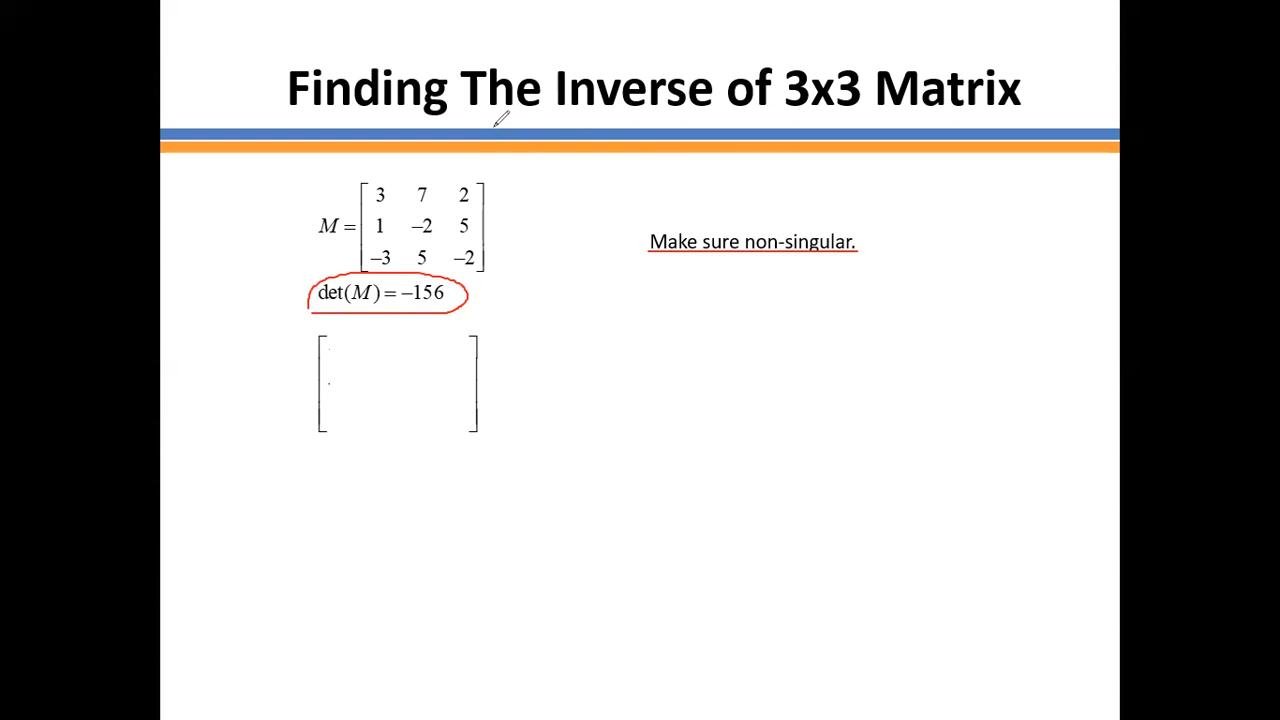 Finding The Inverse of 3x3 Matrix
M = [3 7 2
1 −2 5
−3 5 −2]
Make sure non-singular.
det(M) = −156